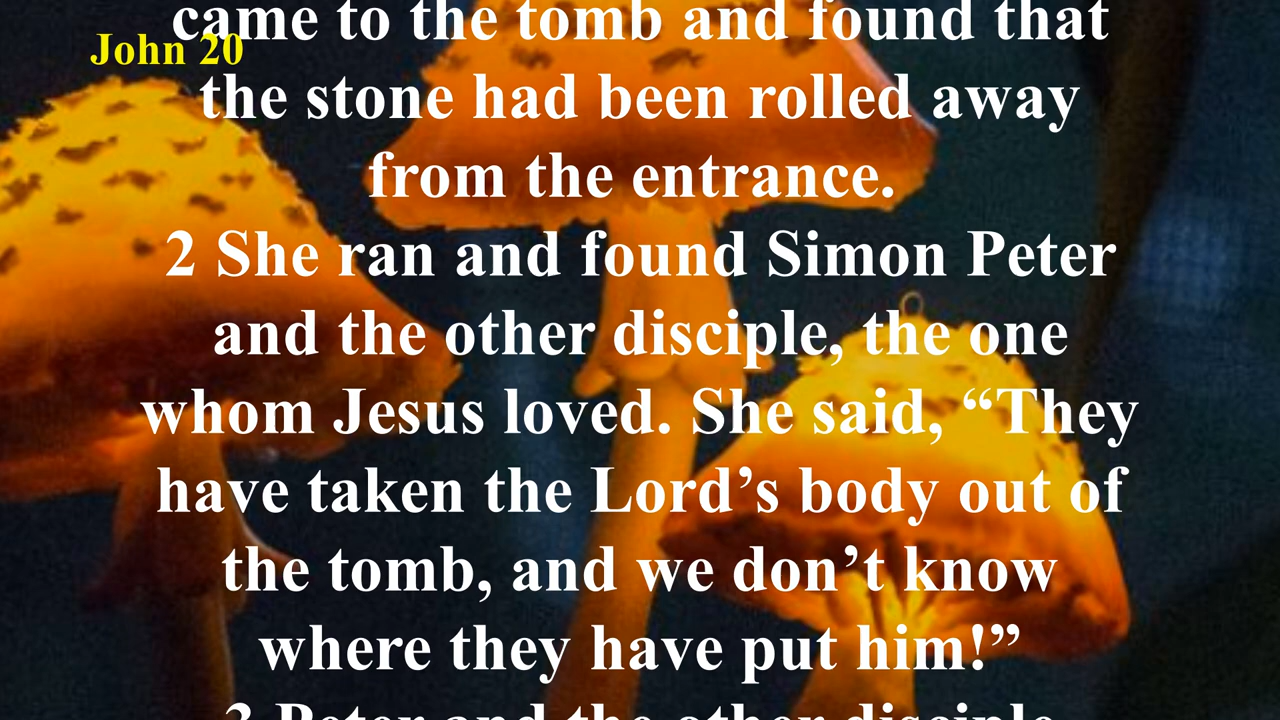 John 20
came to the tomb and found that
the stone had been rolled away
from the entrance.
2 She ran and found Simon Peter
and the other disciple, the one
whom Jesus loved. She said, “They
have taken the Lord’s body out of
the tomb, and we don’t know
where they have put him!”
3 Peter and the other disciple